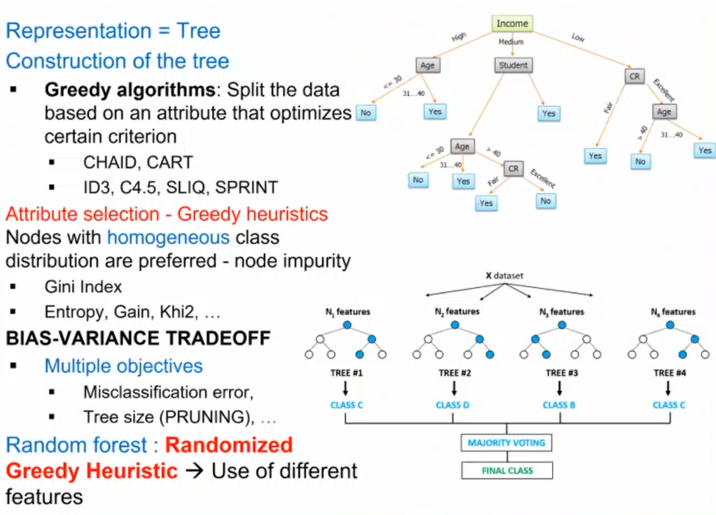 Representation = Tree
Construction of the tree
▪ Greedy algorithms: Split the data
based on an attribute that optimizes
certain criterion
▪ CHAID, CART
▪ ID3, C4.5, SLIQ, SPRINT
Attribute selection - Greedy heuristics
Nodes with homogeneous class
distribution are preferred - node impurity
▪ Gini Index
▪ Entropy, Gain, Khi2, …
BIAS-VARIANCE TRADEOFF
▪ Multiple objectives
▪ Misclassification error,
▪ Tree size (PRUNING), …
Random forest : Randomized
Greedy Heuristic → Use of different
features
Income
High
Medium
Low
Age
Student
CR
<= 30
31...40
No
Yes
Yes
Fair
Excellent
Age
Age
<= 30
31...40
> 40
CR
No
Yes
Fair
Excellent
Yes
No
Yes
> 40
31...40
No
Yes
X dataset
N1 features
N2 features
N3 features
N4 features
TREE #1
TREE #2
TREE #3
TREE #4
CLASS C
CLASS D
CLASS B
CLASS C
MAJORITY VOTING
FINAL CLASS